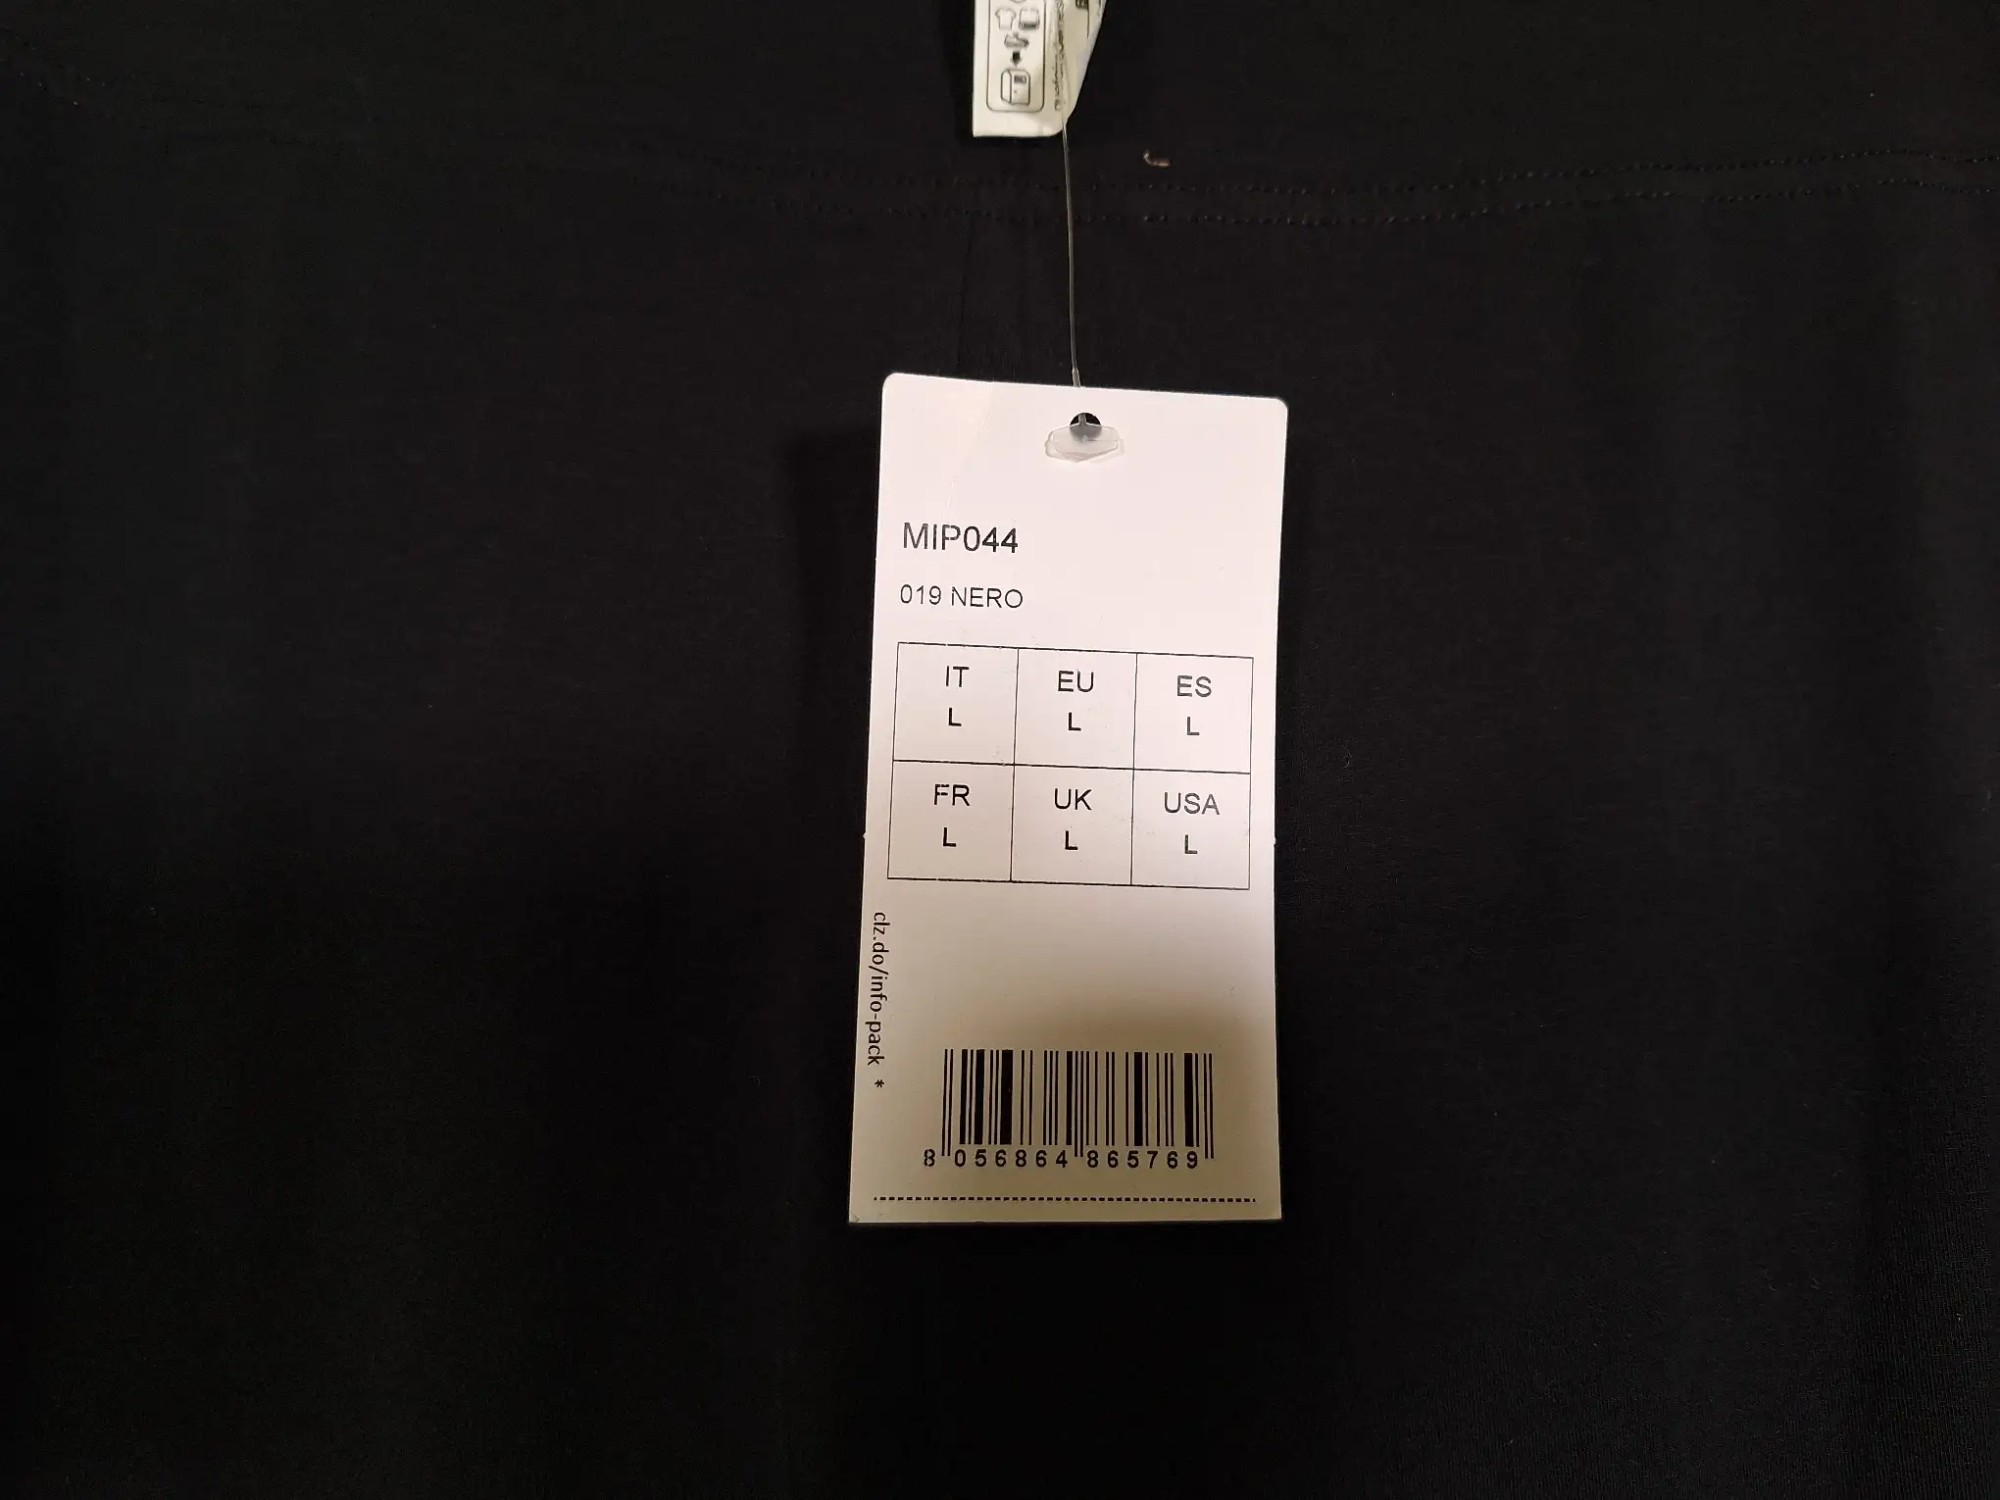 MIP044
019 NERO
IT EU ES
L L L
FR UK USA
L L L
clz.do/info-pack *
8 056864 865769